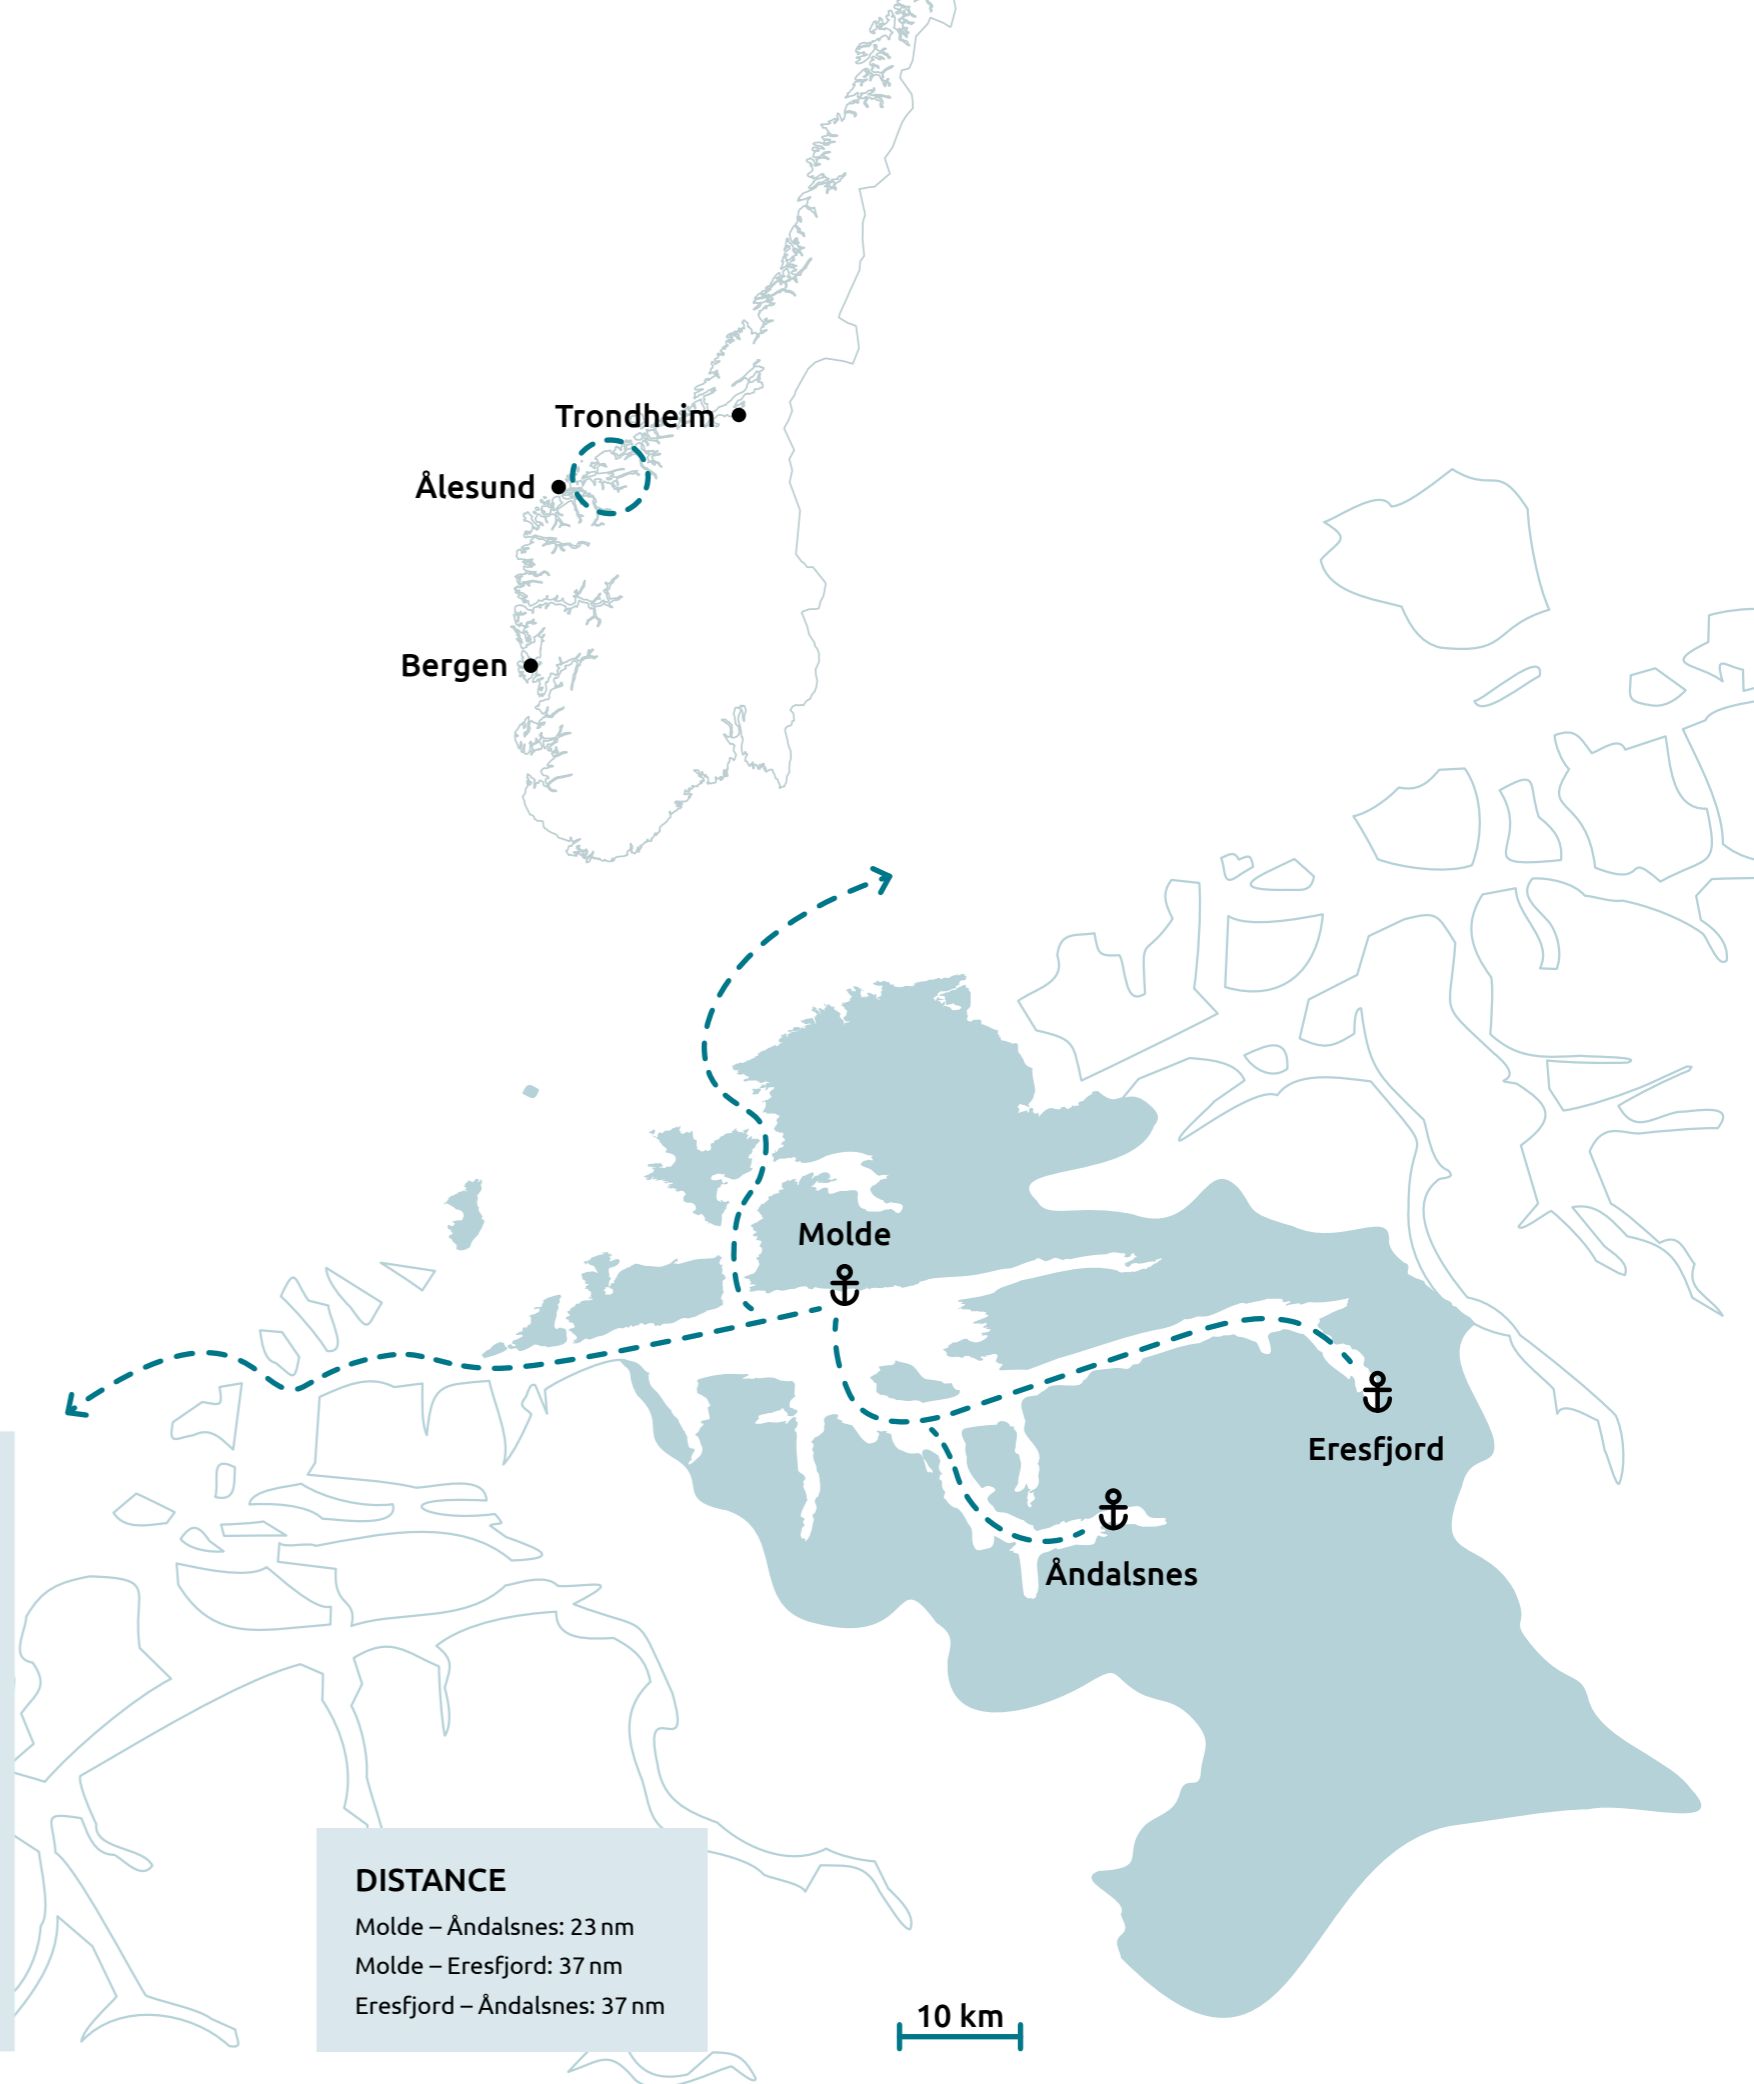 Trondheim
Ålesund
Bergen
Molde
Eresfjord
Åndalsnes
DISTANCE
Molde – Åndalsnes: 23 nm
Molde – Eresfjord: 37 nm
Eresfjord – Åndalsnes: 37 nm
10 km